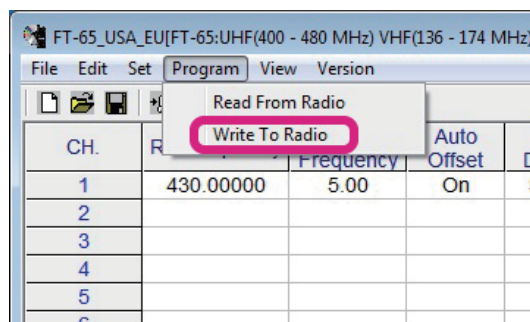 FT-65_USA_EU[FT-65:UHF(400 - 480 MHz) VHF(136 - 174 MHz)
File Edit Set Program View Version
Read From Radio
Write To Radio
CH. Frequency Auto Offset
1 430.00000 5.00 On
2
3
4
5
6